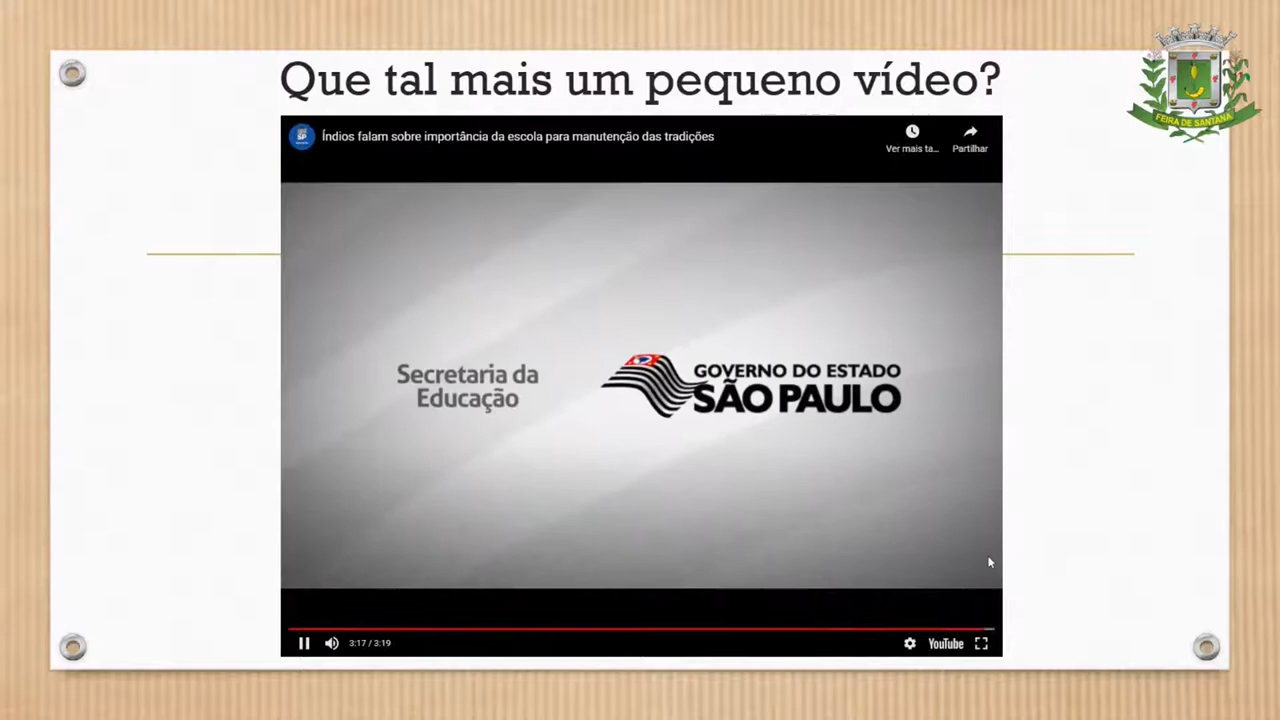 Que tal mais um pequeno vídeo?
FEIRA DE SANTANA
Índios falam sobre importância da escola para manutenção das tradições
Ver mais ta...
Partilhar
Secretaria da
Educação
GOVERNO DO ESTADO
SÃO PAULO
3:17 / 3:19
YouTube